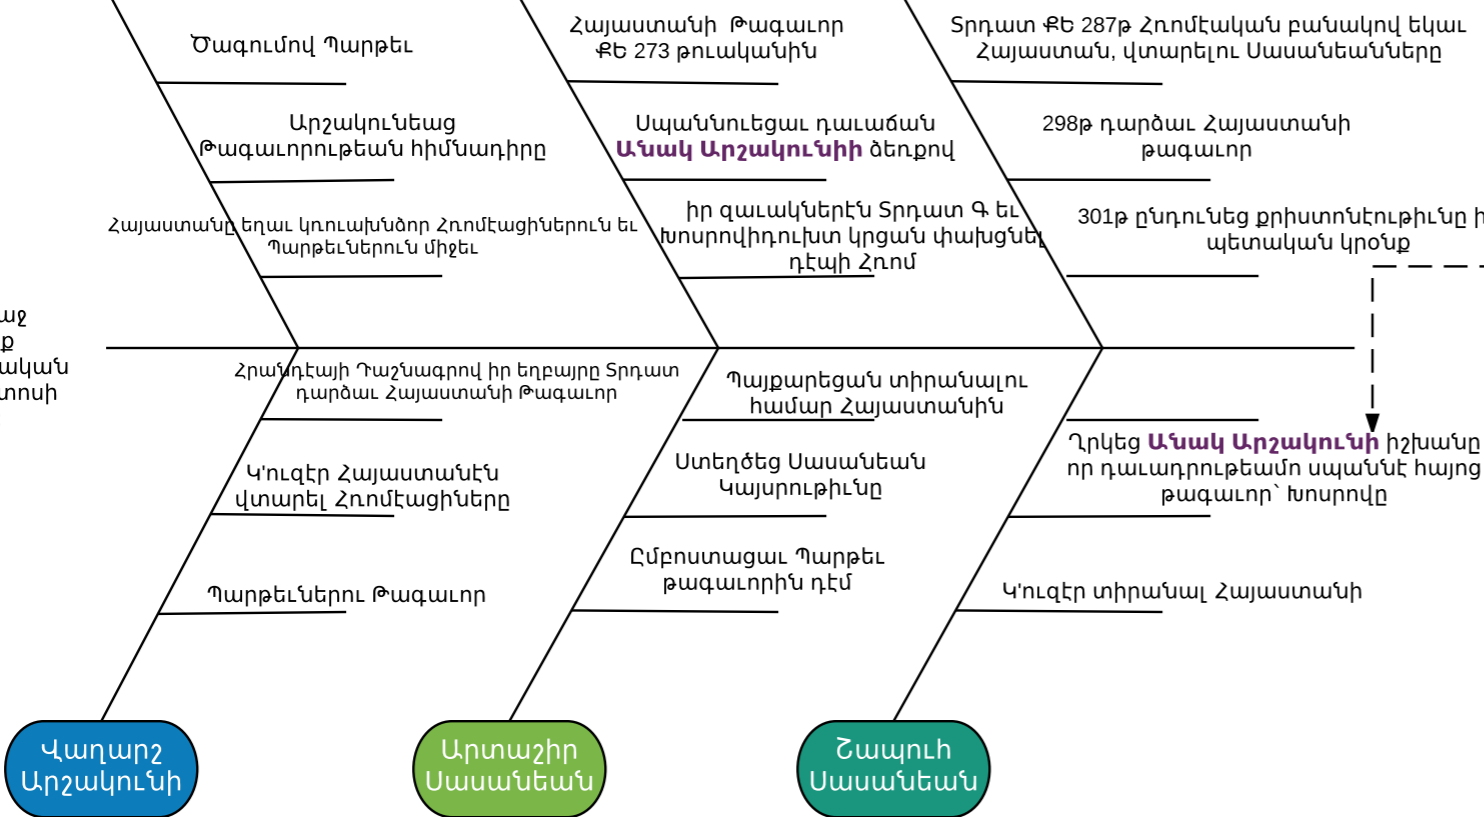 Ծագումով Պարթեւ
Արշակունեաց
Թագաւորութեան հիմնադիրը
Հայաստանը եղաւ կռուախնձոր Հռոմէացիներուն եւ
Պարթեւներուն միջեւ
Հայաստանի Թագաւոր
ՔԵ 273 թուականին
Սպաննուեցաւ դաւաճան
Անակ Արշակունիի ձեռքով
իր զաւակներէն Տրդատ Գ եւ
Խոսրովիդուխտ կրցան փախցնել
դէպի Հռոմ
Տրդատ ՔԵ 287թ Հռոմէական բանակով եկաւ
Հայաստան, վտարելու Սասանեանները
298թ դարձաւ Հայաստանի
թագաւոր
301թ ընդունեց քրիստոնէութիւնը
պետական կրօնք
Հրանդէայի Դաշնագրով իր եղբայրը Տրդատ
դարձաւ Հայաստանի Թագաւոր
Կ'ուզէր Հայաստանէն
վտարել Հռոմէացիները
Պարթեւներու Թագաւոր
Պայքարեցան տիրանալու
համար Հայաստանին
Ստեղծեց Սասանեան
Կայսրութիւնը
Ըմբոստացաւ Պարթեւ
թագաւորին դէմ
Ղրկեց Անակ Արշակունի իշխանը
որ դաւադրութեամո սպաննէ հայոց
թագաւոր՝ Խոսրովը
Կ'ուզէր տիրանալ Հայաստանի
Վաղարշ
Արշակունի
Արտաշիր
Սասանեան
Շապուհ
Սասանեան